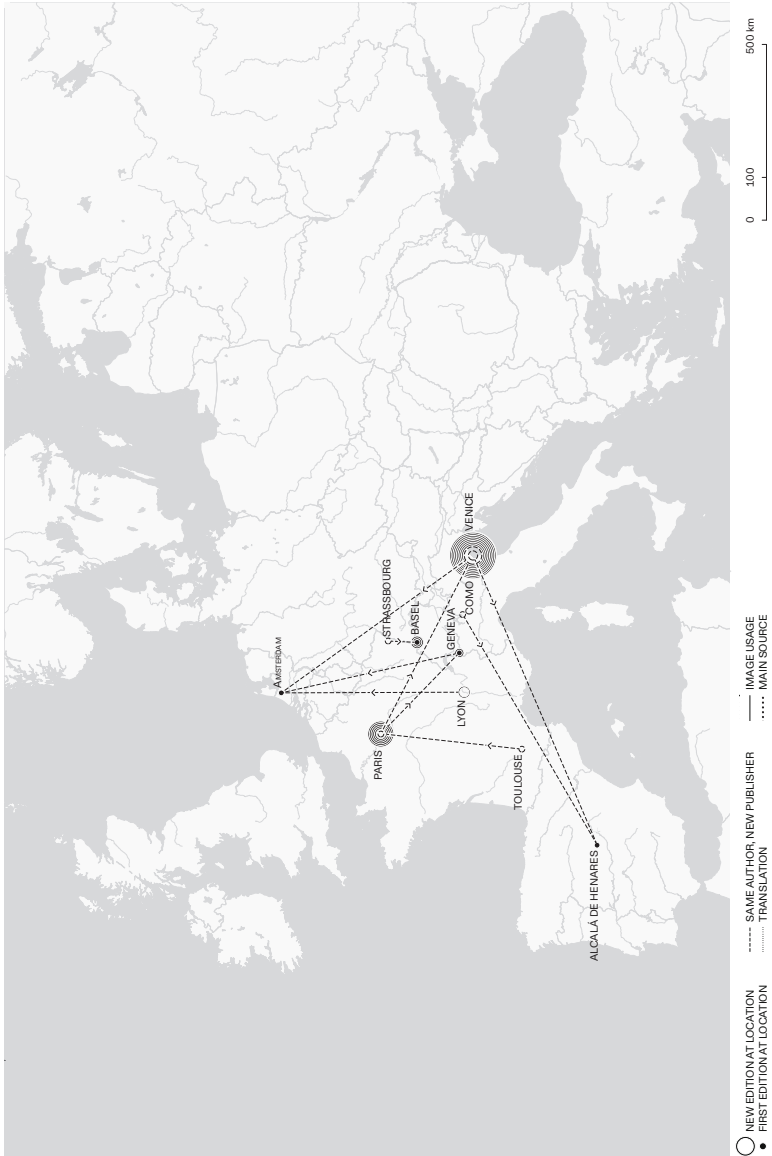 AMSTERDAM
STRASSBOURG
BASEL
VENICE
COMO
GENEVA
LYON
PARIS
TOULOUSE
ALCALÁ DE HENARES
NEW EDITION AT LOCATION
FIRST EDITION AT LOCATION
SAME AUTHOR, NEW PUBLISHER
TRANSLATION
IMAGE USAGE
MAIN SOURCE
0 100 500 km